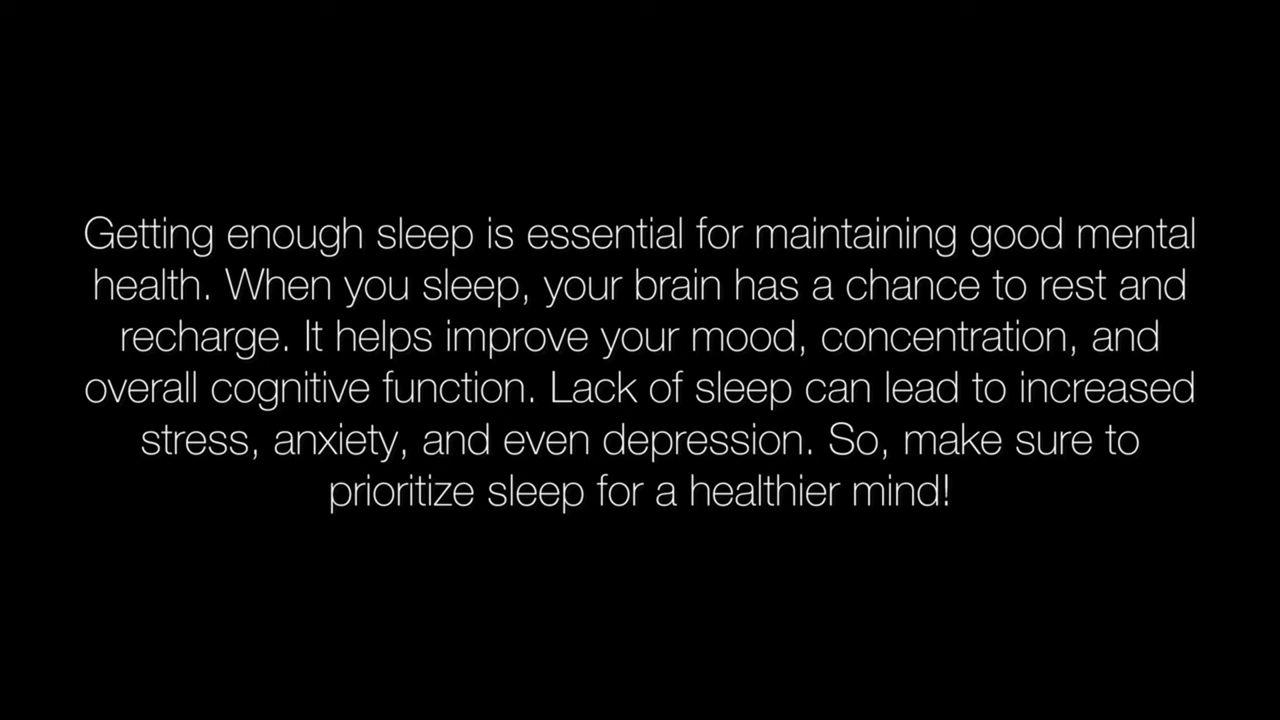 Getting enough sleep is essential for maintaining good mental
health. When you sleep, your brain has a chance to rest and
recharge. It helps improve your mood, concentration, and
overall cognitive function. Lack of sleep can lead to increased
stress, anxiety, and even depression. So, make sure to
prioritize sleep for a healthier mind!